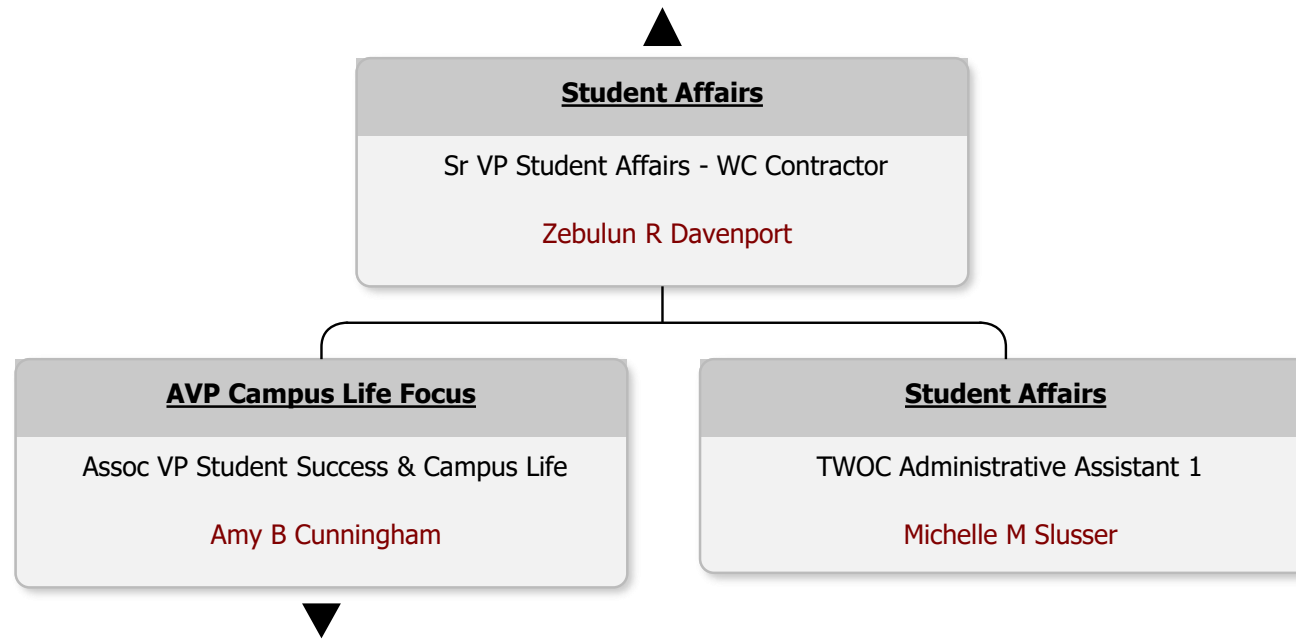 Student Affairs
Sr VP Student Affairs - WC Contractor
Zebulun R Davenport
AVP Campus Life Focus
Assoc VP Student Success & Campus Life
Amy B Cunningham
Student Affairs
TWOC Administrative Assistant 1
Michelle M Slusser